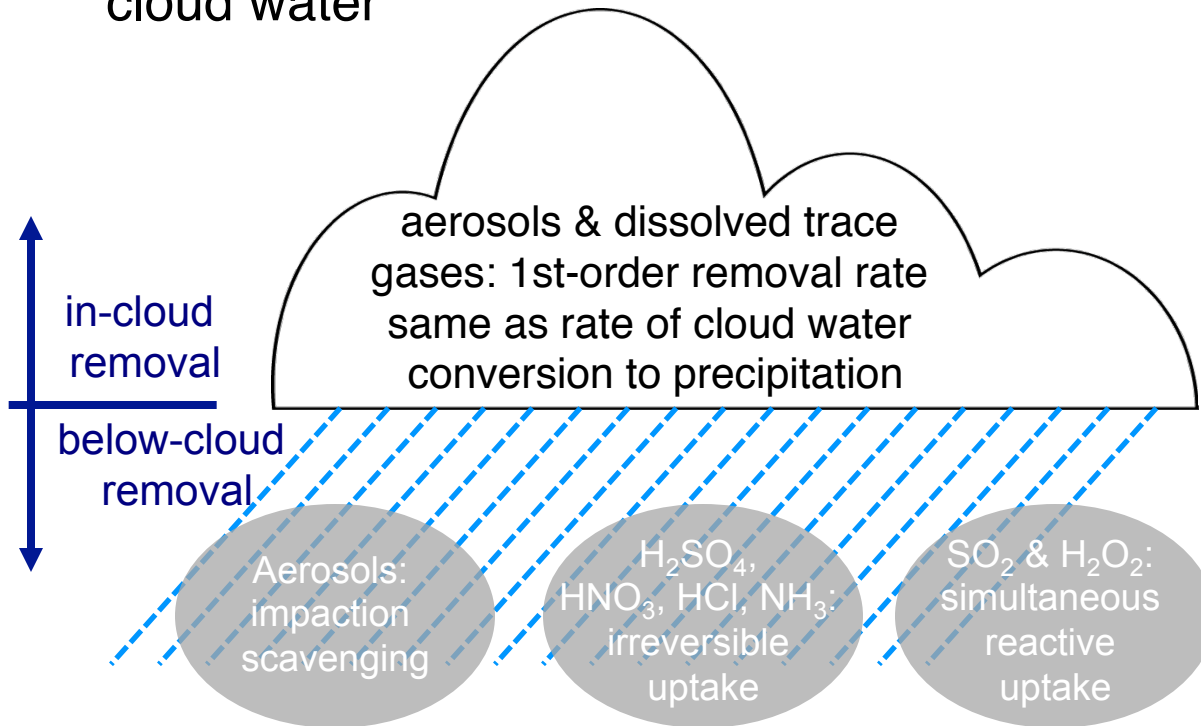 cloud water
aerosols & dissolved trace
gases: 1st-order removal rate
same as rate of cloud water
conversion to precipitation
in-cloud
removal
below-cloud
removal
Aerosols:
impaction
scavenging
H₂SO₄,
HNO₃, HCl, NH₃:
irreversible
uptake
SO₂ & H₂O₂:
simultaneous
reactive
uptake